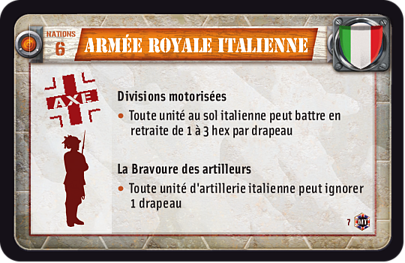 NATIONS
6
ARMÉE ROYALE ITALIENNE
AXE
Divisions motorisées
• Toute unité au sol italienne peut battre en
retraite de 1 à 3 hex par drapeau
La Bravoure des artilleurs
• Toute unité d'artillerie italienne peut ignorer
1 drapeau
7 MT